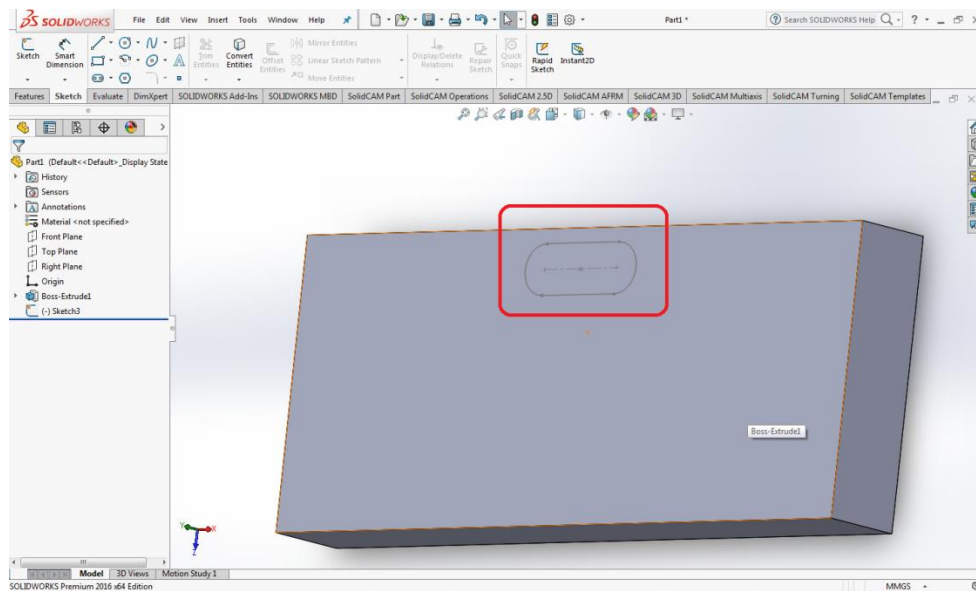 SOLIDWORKS File Edit View Insert Tools Window Help Part1 * Search SOLIDWORKS Help
Sketch Smart Dimension Trim Entities Convert Entities Offset Entities Mirror Entities Linear Sketch Pattern Move Entities Display/Delete Relations Repair Sketch Quick Snaps Rapid Sketch Instant2D
Features Sketch Evaluate DimXpert SOLIDWORKS Add-Ins SOLIDWORKS MBD SolidCAM Part SolidCAM Operations SolidCAM 2.5D SolidCAM AFRM SolidCAM 3D SolidCAM Multiaxis SolidCAM Turning SolidCAM Templates
Part1 (Default<<Default>_Display State
History
Sensors
Annotations
Material <not specified>
Front Plane
Top Plane
Right Plane
Origin
Boss-Extrude1
(-) Sketch3
Boss-Extrude1
Y X
Z
Model 3D Views Motion Study 1
SOLIDWORKS Premium 2016 x64 Edition MMGS